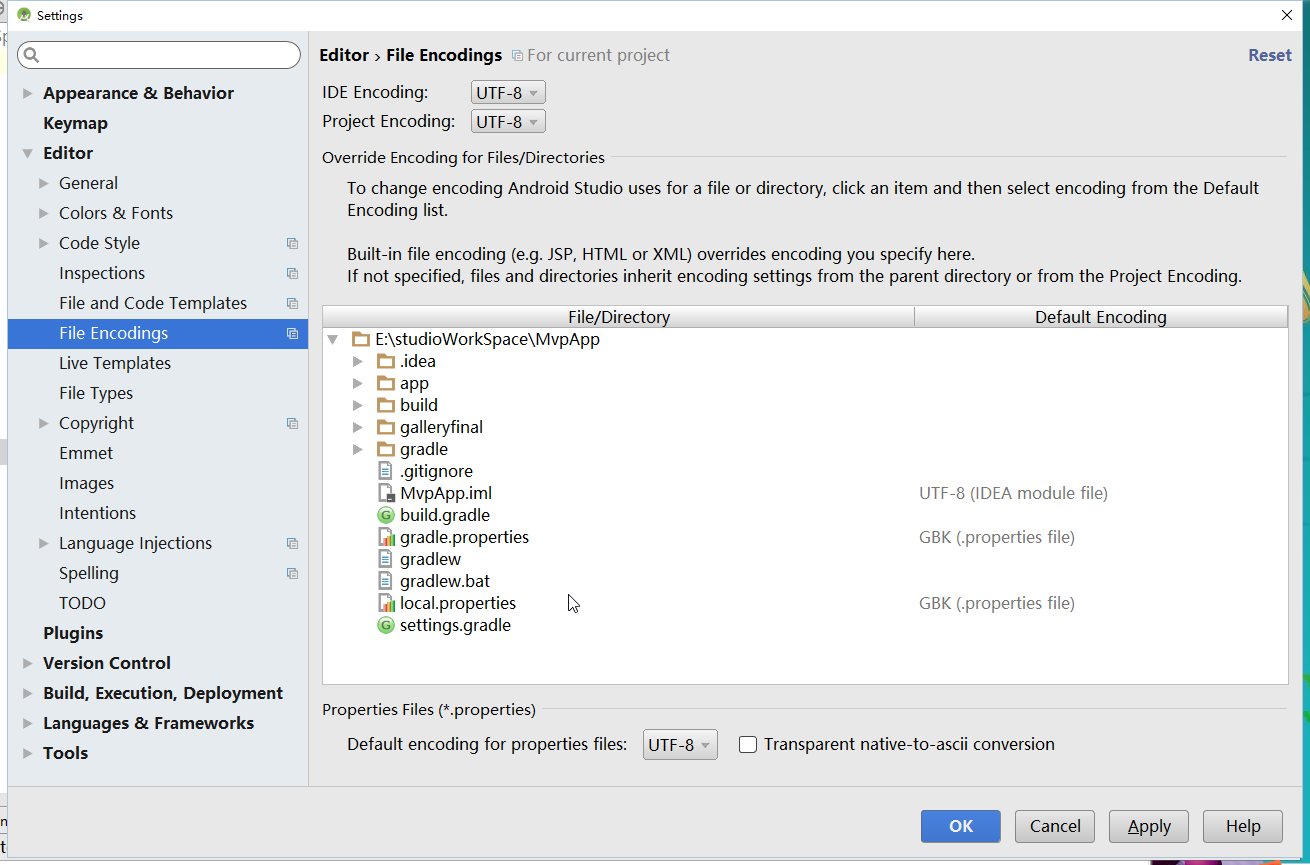 Settings
Editor › File Encodings For current project Reset
IDE Encoding: UTF-8
Project Encoding: UTF-8
Override Encoding for Files/Directories
To change encoding Android Studio uses for a file or directory, click an item and then select encoding from the Default
Encoding list.
Built-in file encoding (e.g. JSP, HTML or XML) overrides encoding you specify here.
If not specified, files and directories inherit encoding settings from the parent directory or from the Project Encoding.
Appearance & Behavior
Keymap
Editor
General
Colors & Fonts
Code Style
Inspections
File and Code Templates
File Encodings
Live Templates
File Types
Copyright
Emmet
Images
Intentions
Language Injections
Spelling
TODO
Plugins
Version Control
Build, Execution, Deployment
Languages & Frameworks
Tools
File/Directory Default Encoding
E:\studioWorkSpace\MvpApp
.idea
app
build
galleryfinal
gradle
.gitignore
MvpApp.iml UTF-8 (IDEA module file)
build.gradle
gradle.properties GBK (.properties file)
gradlew
gradlew.bat
local.properties GBK (.properties file)
settings.gradle
Properties Files (*.properties)
Default encoding for properties files: UTF-8 Transparent native-to-ascii conversion
OK Cancel Apply Help